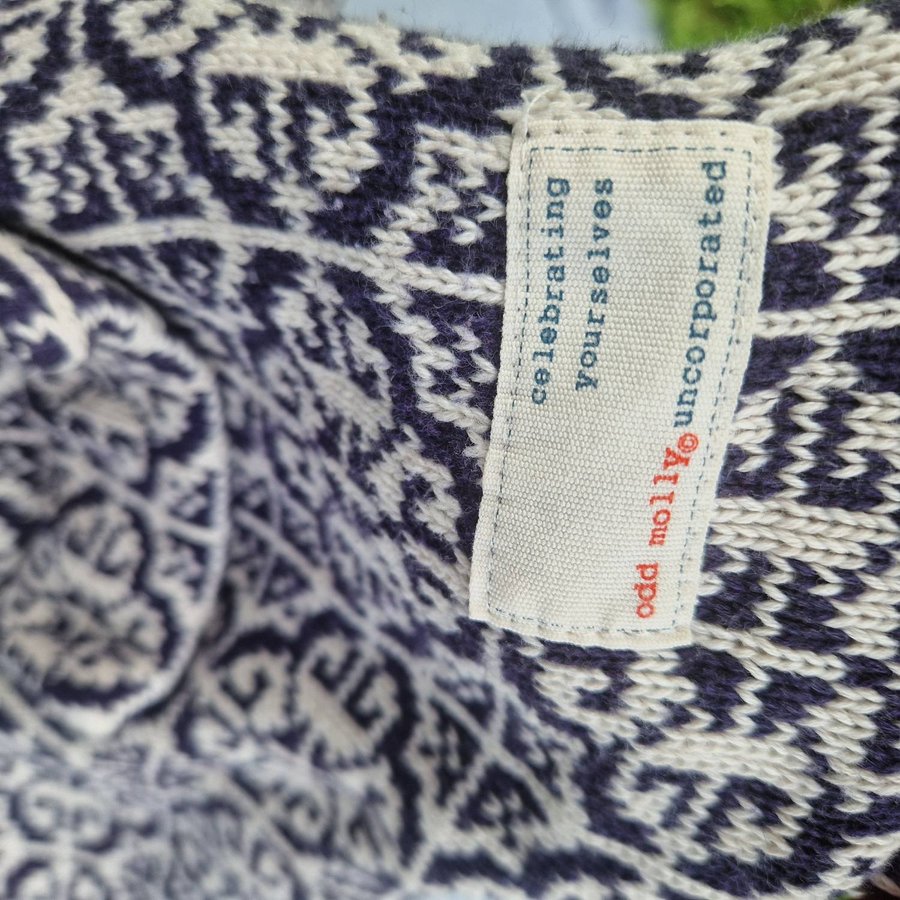 celebrating
yourselves
odd molly© uncorporated